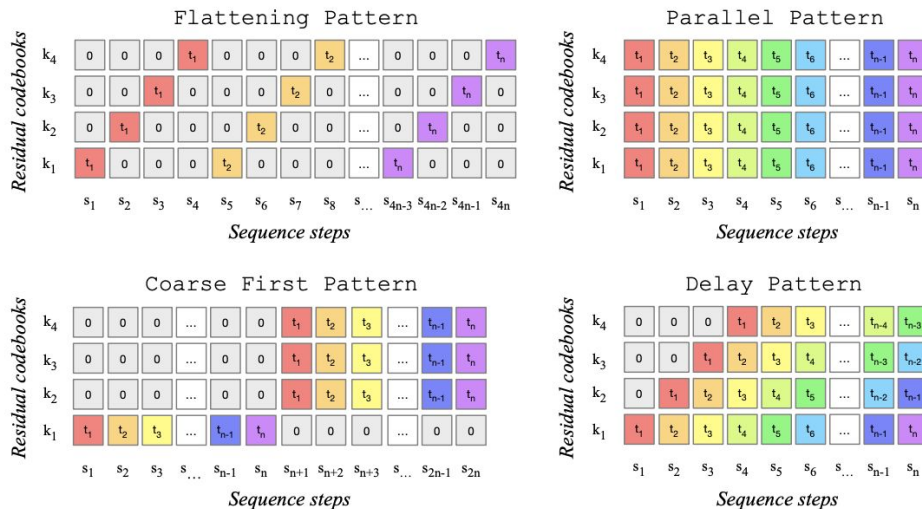 Flattening Pattern
Residual codebooks
k₄ 0 0 0 t₁ 0 0 0 t₂ ... 0 0 0 tₙ
k₃ 0 0 t₁ 0 0 0 t₂ 0 ... 0 0 tₙ 0
k₂ 0 t₁ 0 0 0 t₂ 0 0 ... 0 tₙ 0 0
k₁ t₁ 0 0 0 t₂ 0 0 0 ... tₙ 0 0 0
s₁ s₂ s₃ s₄ s₅ s₆ s₇ s₈ s... s₄ₙ₋₃ s₄ₙ₋₂ s₄ₙ₋₁ s₄ₙ
Sequence steps
Parallel Pattern
Residual codebooks
k₄ t₁ t₂ t₃ t₄ t₅ t₆ ... tₙ₋₁ tₙ
k₃ t₁ t₂ t₃ t₄ t₅ t₆ ... tₙ₋₁ tₙ
k₂ t₁ t₂ t₃ t₄ t₅ t₆ ... tₙ₋₁ tₙ
k₁ t₁ t₂ t₃ t₄ t₅ t₆ ... tₙ₋₁ tₙ
s₁ s₂ s₃ s₄ s₅ s₆ s... sₙ₋₁ sₙ
Sequence steps
Coarse First Pattern
Residual codebooks
k₄ 0 0 0 ... 0 0 t₁ t₂ t₃ ... tₙ₋₁ tₙ
k₃ 0 0 0 ... 0 0 t₁ t₂ t₃ ... tₙ₋₁ tₙ
k₂ 0 0 0 ... 0 0 t₁ t₂ t₃ ... tₙ₋₁ tₙ
k₁ t₁ t₂ t₃ ... tₙ₋₁ tₙ 0 0 0 ... 0 0
s₁ s₂ s₃ s... sₙ₋₁ sₙ sₙ₊₁ sₙ₊₂ sₙ₊₃ s... s₂ₙ₋₁ s₂ₙ
Sequence steps
Delay Pattern
Residual codebooks
k₄ 0 0 0 t₁ t₂ t₃ ... tₙ₋₄ tₙ₋₃
k₃ 0 0 t₁ t₂ t₃ t₄ ... tₙ₋₃ tₙ₋₂
k₂ 0 t₁ t₂ t₃ t₄ t₅ ... tₙ₋₂ tₙ₋₁
k₁ t₁ t₂ t₃ t₄ t₅ t₆ ... tₙ₋₁ tₙ
s₁ s₂ s₃ s₄ s₅ s₆ s... sₙ₋₁ sₙ
Sequence steps